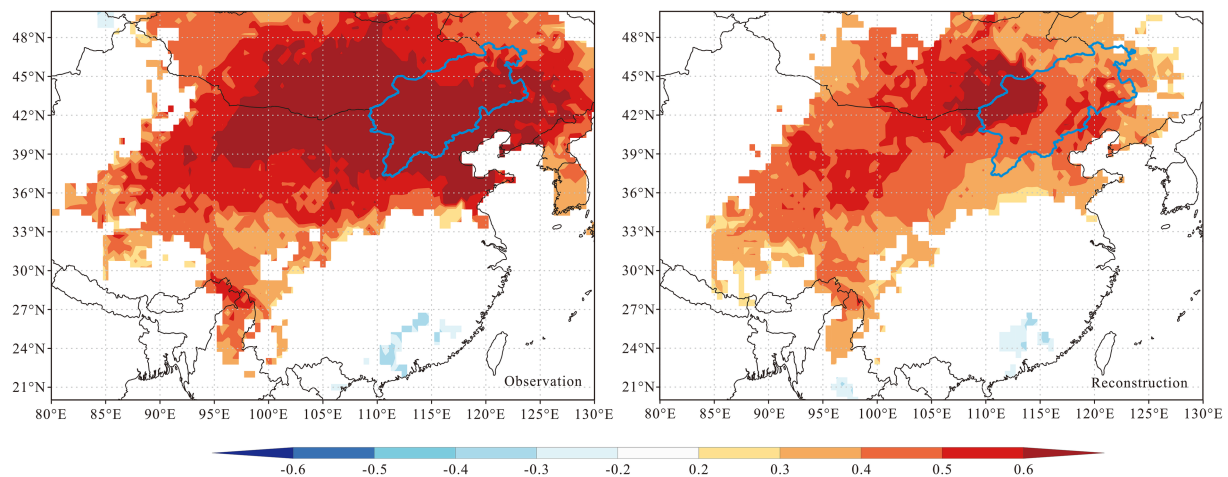 48°N 48°N
45°N 45°N
42°N 42°N
39°N 39°N
36°N 36°N
33°N 33°N
30°N 30°N
27°N 27°N
24°N 24°N
21°N Observation 21°N Reconstruction
80°E 85°E 90°E 95°E 100°E 105°E 110°E 115°E 120°E 125°E 130°E 80°E 85°E 90°E 95°E 100°E 105°E 110°E 115°E 120°E 125°E 130°E
-0.6 -0.5 -0.4 -0.3 -0.2 0.2 0.3 0.4 0.5 0.6